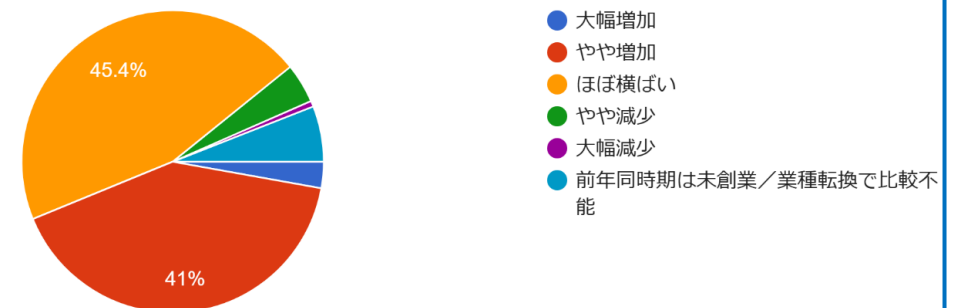 45.4%
41%
大幅増加
やや増加
ほぼ横ばい
やや減少
大幅減少
前年同時期は未創業／業種転換で比較不
能